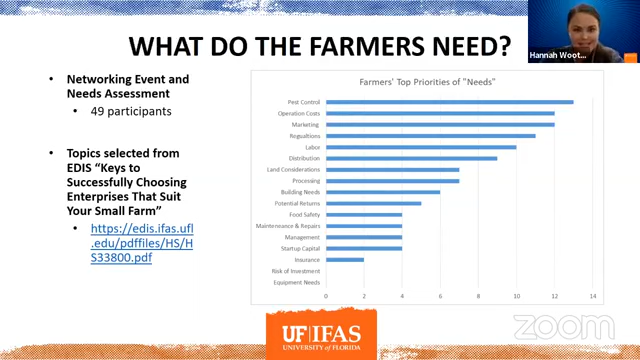 WHAT DO THE FARMERS NEED?
Hannah Woot...
• Networking Event and
Needs Assessment
• 49 participants
• Topics selected from
EDIS "Keys to
Successfully Choosing
Enterprises That Suit
Your Small Farm"
• https://edis.ifas.ufl
.edu/pdffiles/HS/H
S33800.pdf
Farmers' Top Priorities of "Needs"
Pest Control
Operation Costs
Marketing
Regualtions
Labor
Distribution
Land Considerations
Processing
Building Needs
Potential Returns
Food Safety
Mainteneance & Repairs
Management
Startup Capital
Insurance
Risk of Investment
Equipment Needs
0 2 4 6 8 10 12 14
UF|IFAS
UNIVERSITY of FLORIDA
zoom